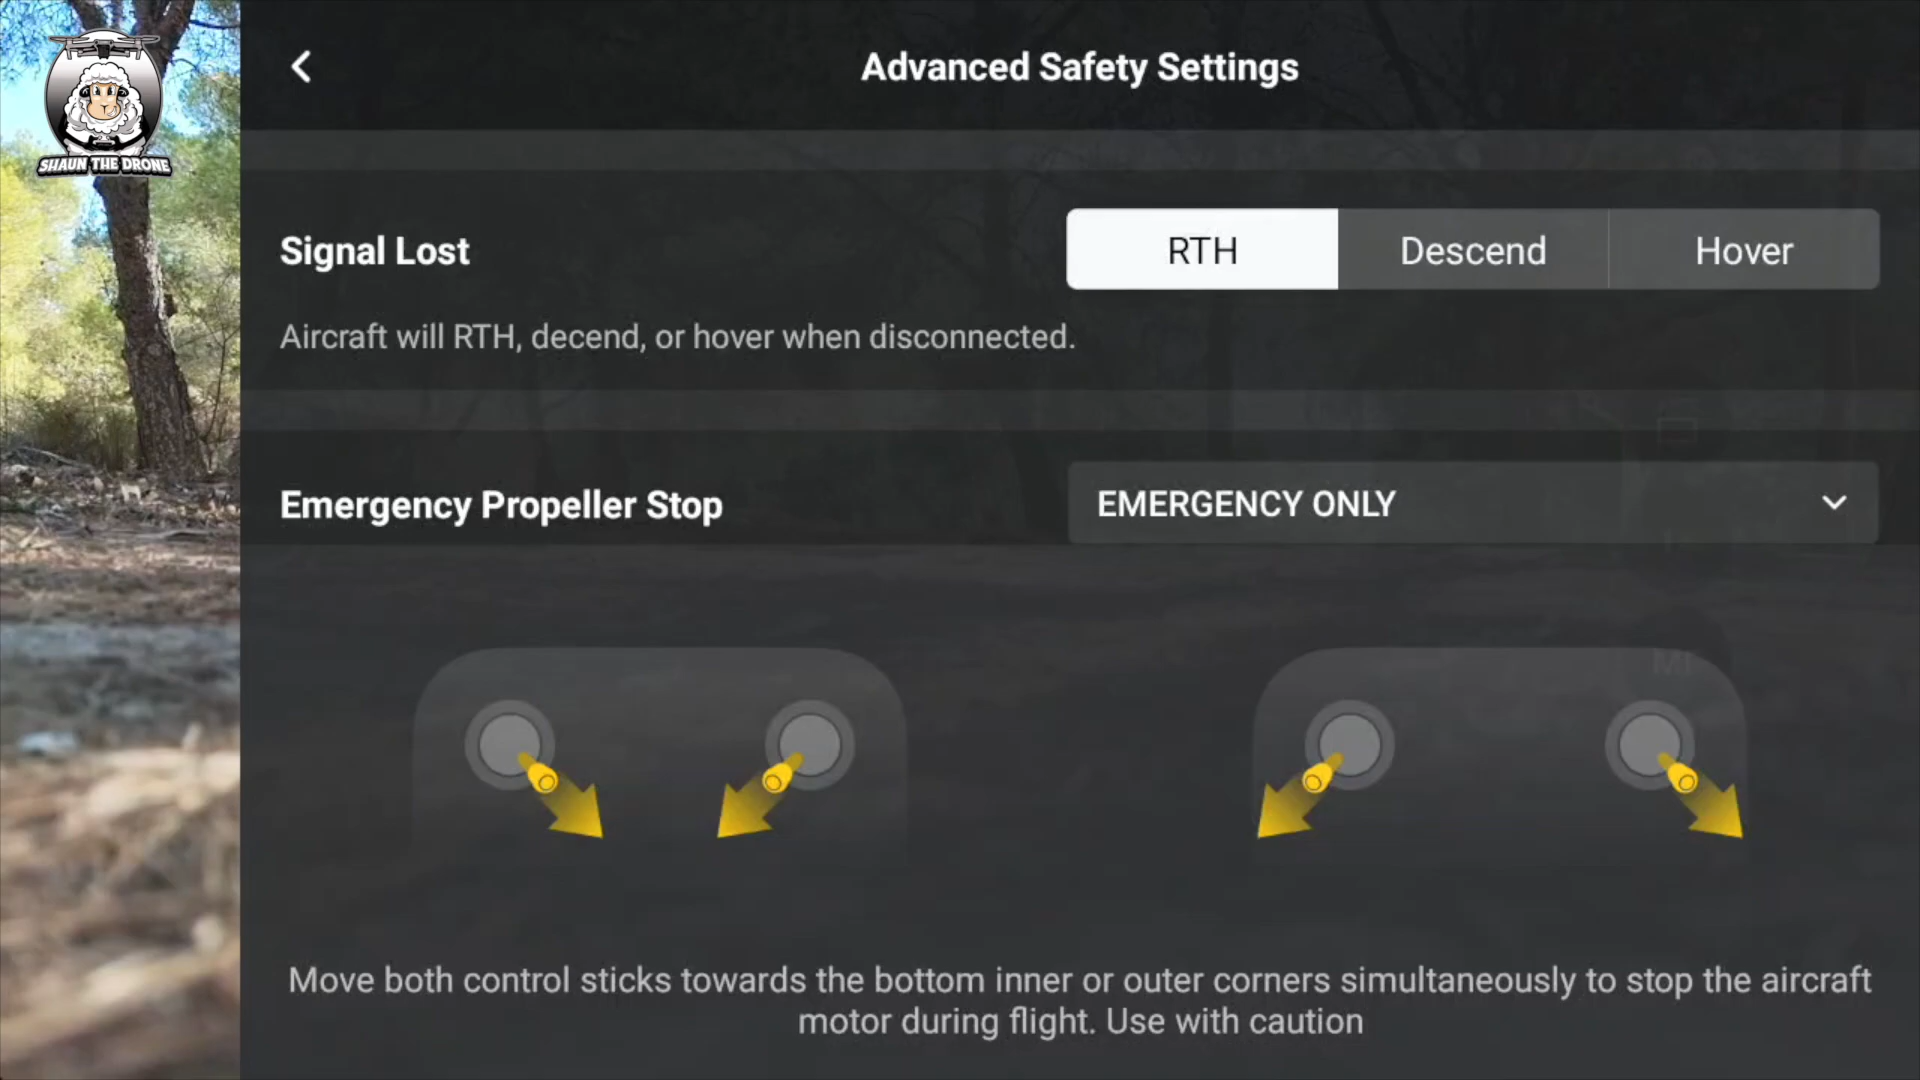 SHAUN THE DRONE
Advanced Safety Settings
Signal Lost
RTH
Descend
Hover
Aircraft will RTH, decend, or hover when disconnected.
Emergency Propeller Stop
EMERGENCY ONLY
Move both control sticks towards the bottom inner or outer corners simultaneously to stop the aircraft
motor during flight. Use with caution